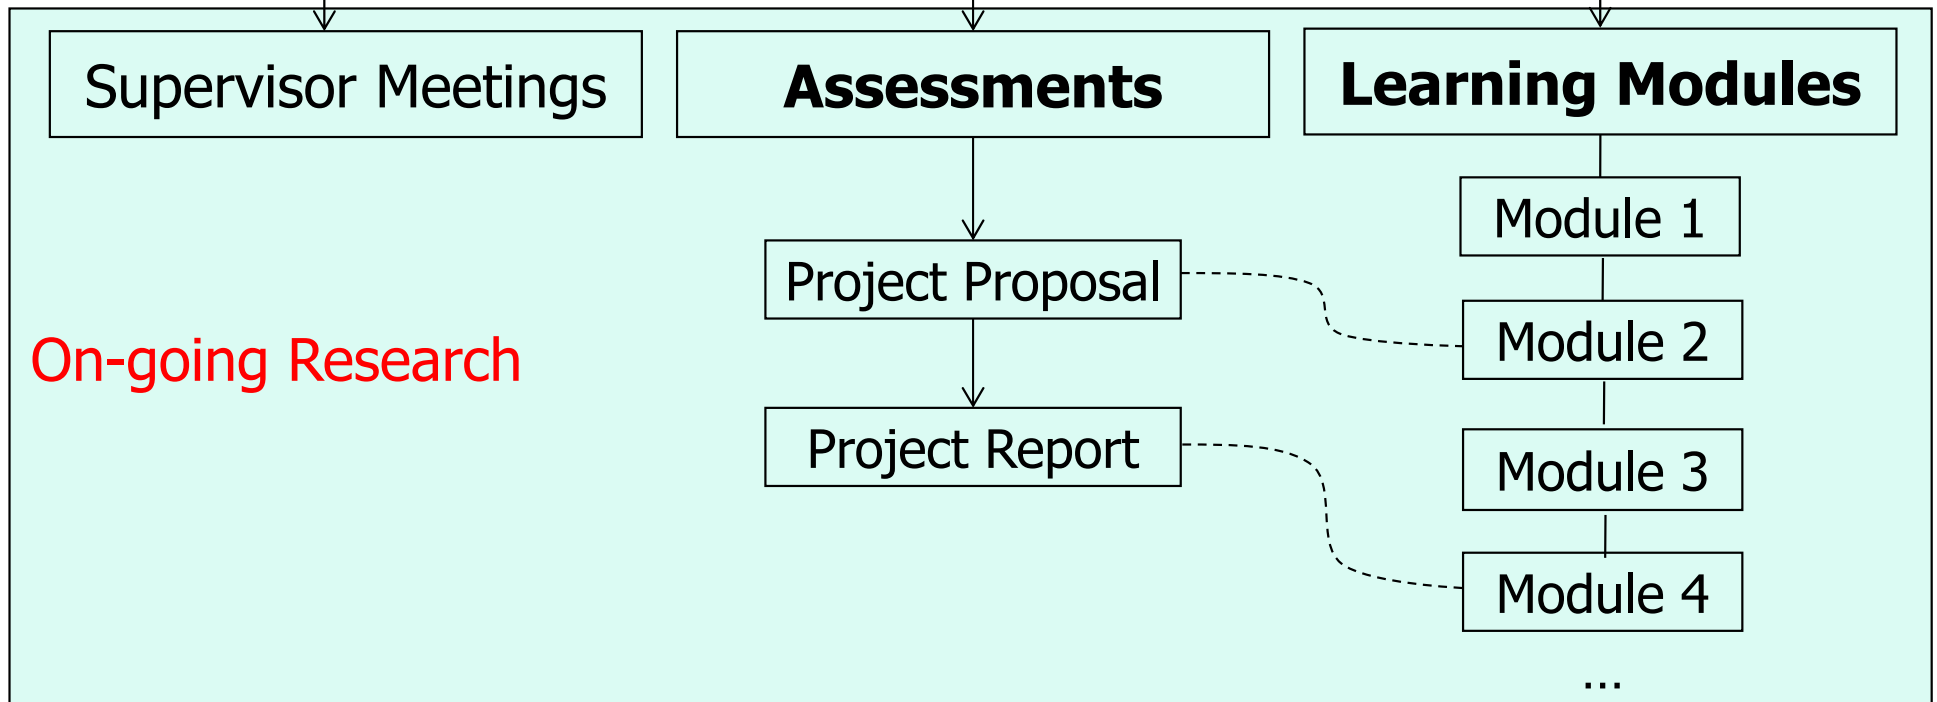 Supervisor Meetings
Assessments
Learning Modules
Module 1
Project Proposal
Module 2
On-going Research
Project Report
Module 3
Module 4
...